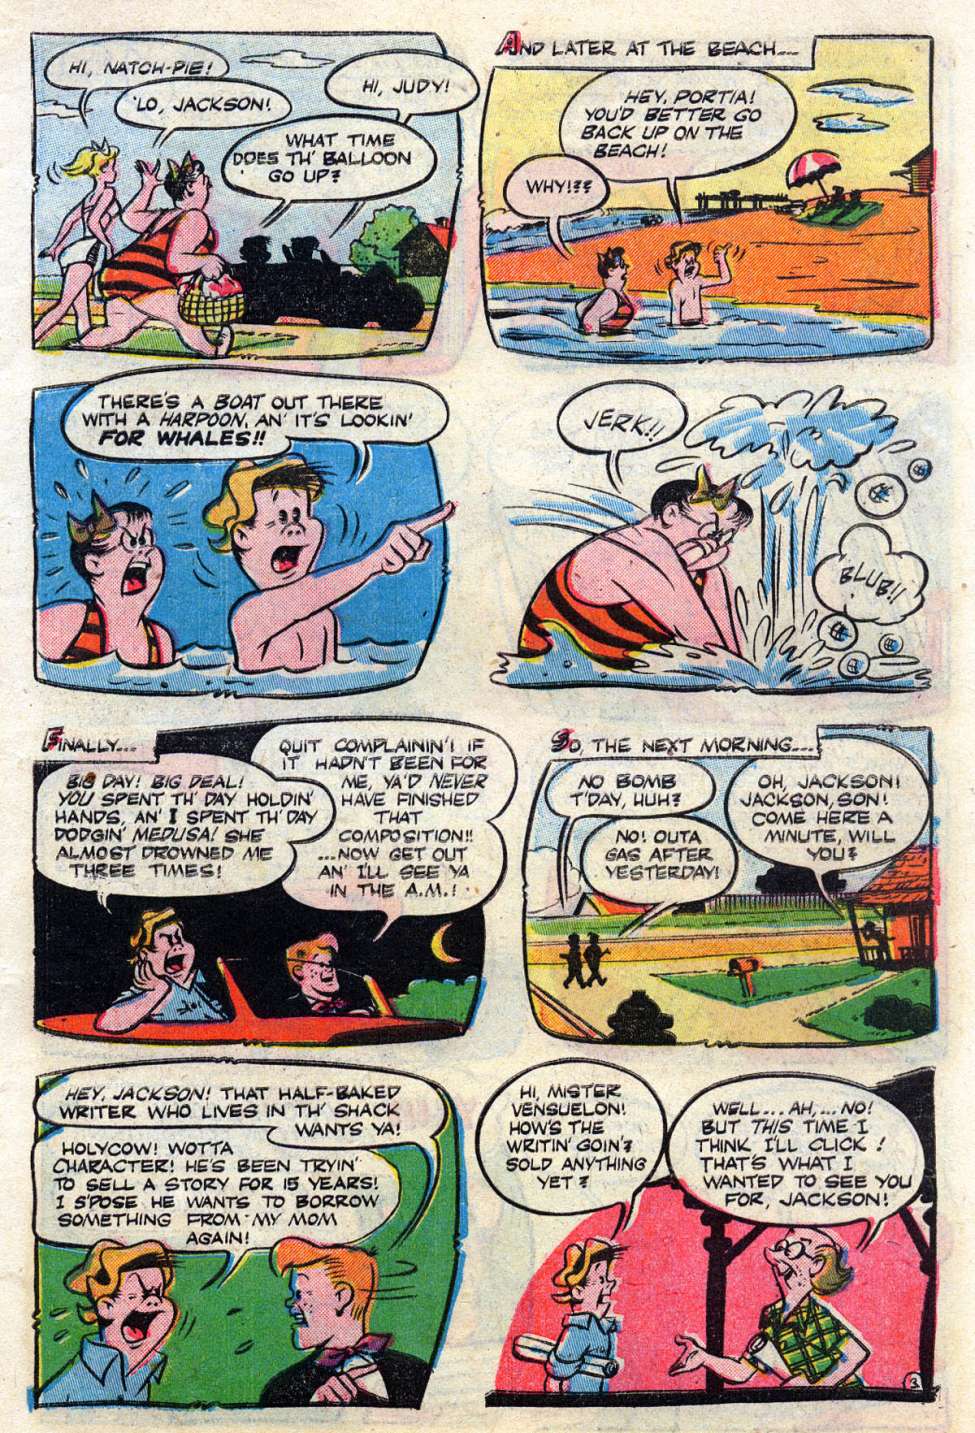 HI, NATCH-PIE!
'LO, JACKSON!
HI, JUDY!
WHAT TIME
DOES TH' BALLOON
GO UP?
AND LATER AT THE BEACH...
HEY, PORTIA!
YOU'D BETTER GO
BACK UP ON THE
BEACH!
WHY!??
THERE'S A BOAT OUT THERE
WITH A HARPOON, AN' IT'S LOOKIN'
FOR WHALES!!
JERK!!
BLUB!!
FINALLY...
BIG DAY! BIG DEAL!
YOU SPENT TH' DAY HOLDIN'
HANDS, AN' I SPENT TH' DAY
DODGIN' MEDUSA! SHE
ALMOST DROWNED ME
THREE TIMES!
QUIT COMPLAININ'! IF
IT HADN'T BEEN FOR
ME, YA'D NEVER
HAVE FINISHED
THAT
COMPOSITION!!
...NOW GET OUT
AN' I'LL SEE YA
IN THE A.M.!
SO, THE NEXT MORNING...
NO BOMB
T'DAY, HUH?
NO! OUTA
GAS AFTER
YESTERDAY!
OH, JACKSON!
JACKSON, SON!
COME HERE A
MINUTE, WILL
YOU?
HEY, JACKSON! THAT HALF-BAKED
WRITER WHO LIVES IN TH' SHACK
WANTS YA!
HOLYCOW! WOTTA
CHARACTER! HE'S BEEN TRYIN'
TO SELL A STORY FOR 15 YEARS!
I S'POSE HE WANTS TO BORROW
SOMETHING FROM MY MOM
AGAIN!
HI, MISTER
VENSUELON!
HOW'S THE
WRITIN' GOIN'?
SOLD ANYTHING
YET?
WELL...AH,...NO!
BUT THIS TIME I
THINK I'LL CLICK!
THAT'S WHAT I
WANTED TO SEE YOU
FOR, JACKSON!
3